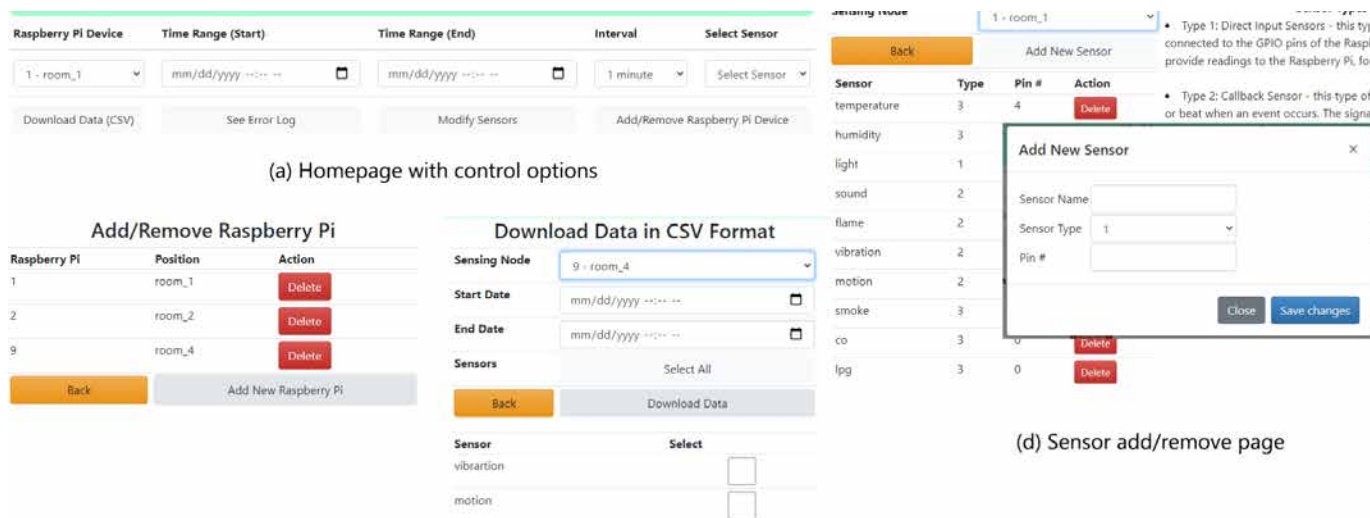 Raspberry Pi Device Time Range (Start) Time Range (End) Interval Select Sensor
1 - room_1 mm/dd/yyyy --:-- -- mm/dd/yyyy --:-- -- 1 minute Select Sensor
Download Data (CSV) See Error Log Modify Sensors Add/Remove Raspberry Pi Device
(a) Homepage with control options
Add/Remove Raspberry Pi
Raspberry Pi Position Action
1 room_1 Delete
2 room_2 Delete
9 room_4 Delete
Back Add New Raspberry Pi
Download Data in CSV Format
Sensing Node 9 - room_4
Start Date mm/dd/yyyy --:-- --
End Date mm/dd/yyyy --:-- --
Sensors Select All
Back Download Data
Sensor Select
vibrartion
motion
Sensing Node 1 - room_1
Back Add New Sensor
Sensor Type Pin # Action
temperature 3 4 Delete
humidity 3
light 1
sound 2
flame 2
vibration 2
motion 2
smoke 3
co 3 0 Delete
lpg 3 0 Delete
Sensor Types
• Type 1: Direct Input Sensors - this typ
connected to the GPIO pins of the Raspl
provide readings to the Raspberry Pi, fo
• Type 2: Callback Sensor - this type of
or beat when an event occurs. The signa
Add New Sensor ×
Sensor Name
Sensor Type 1
Pin #
Close Save changes
(d) Sensor add/remove page